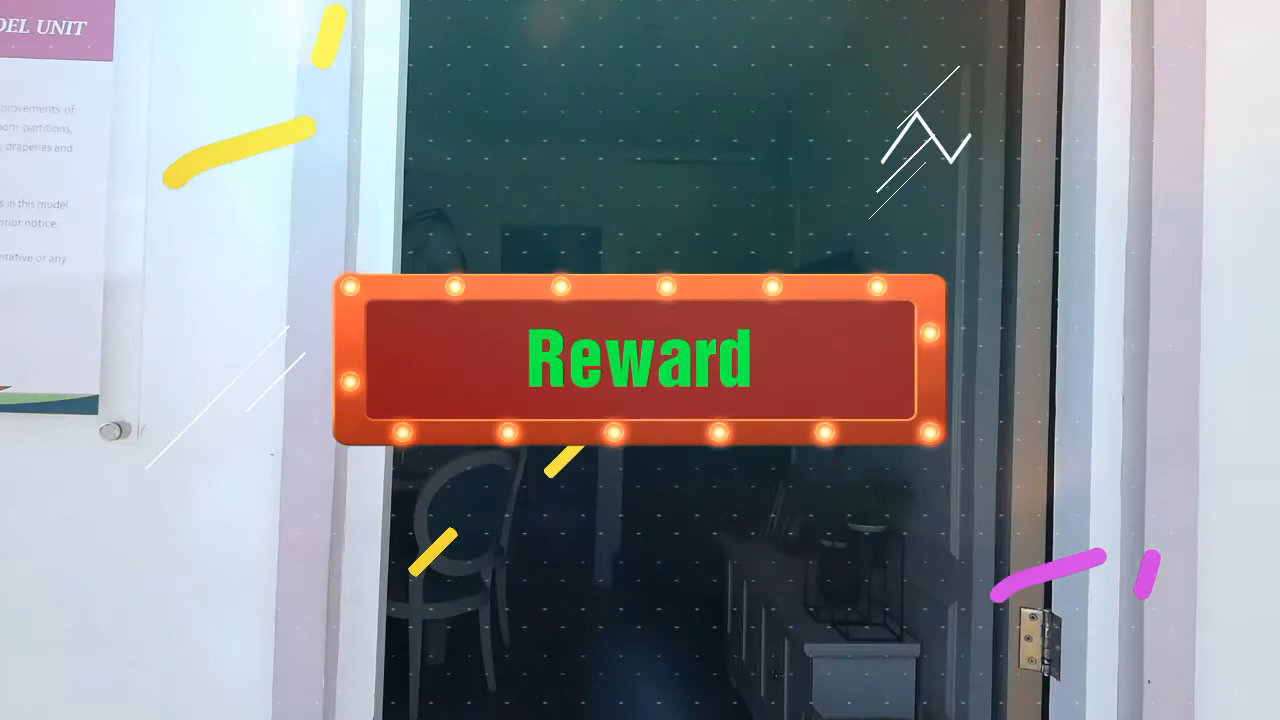 DEL UNIT
provements of
oom partitions,
, draperies and
s in this model
prior notice.
ntative or any
Reward